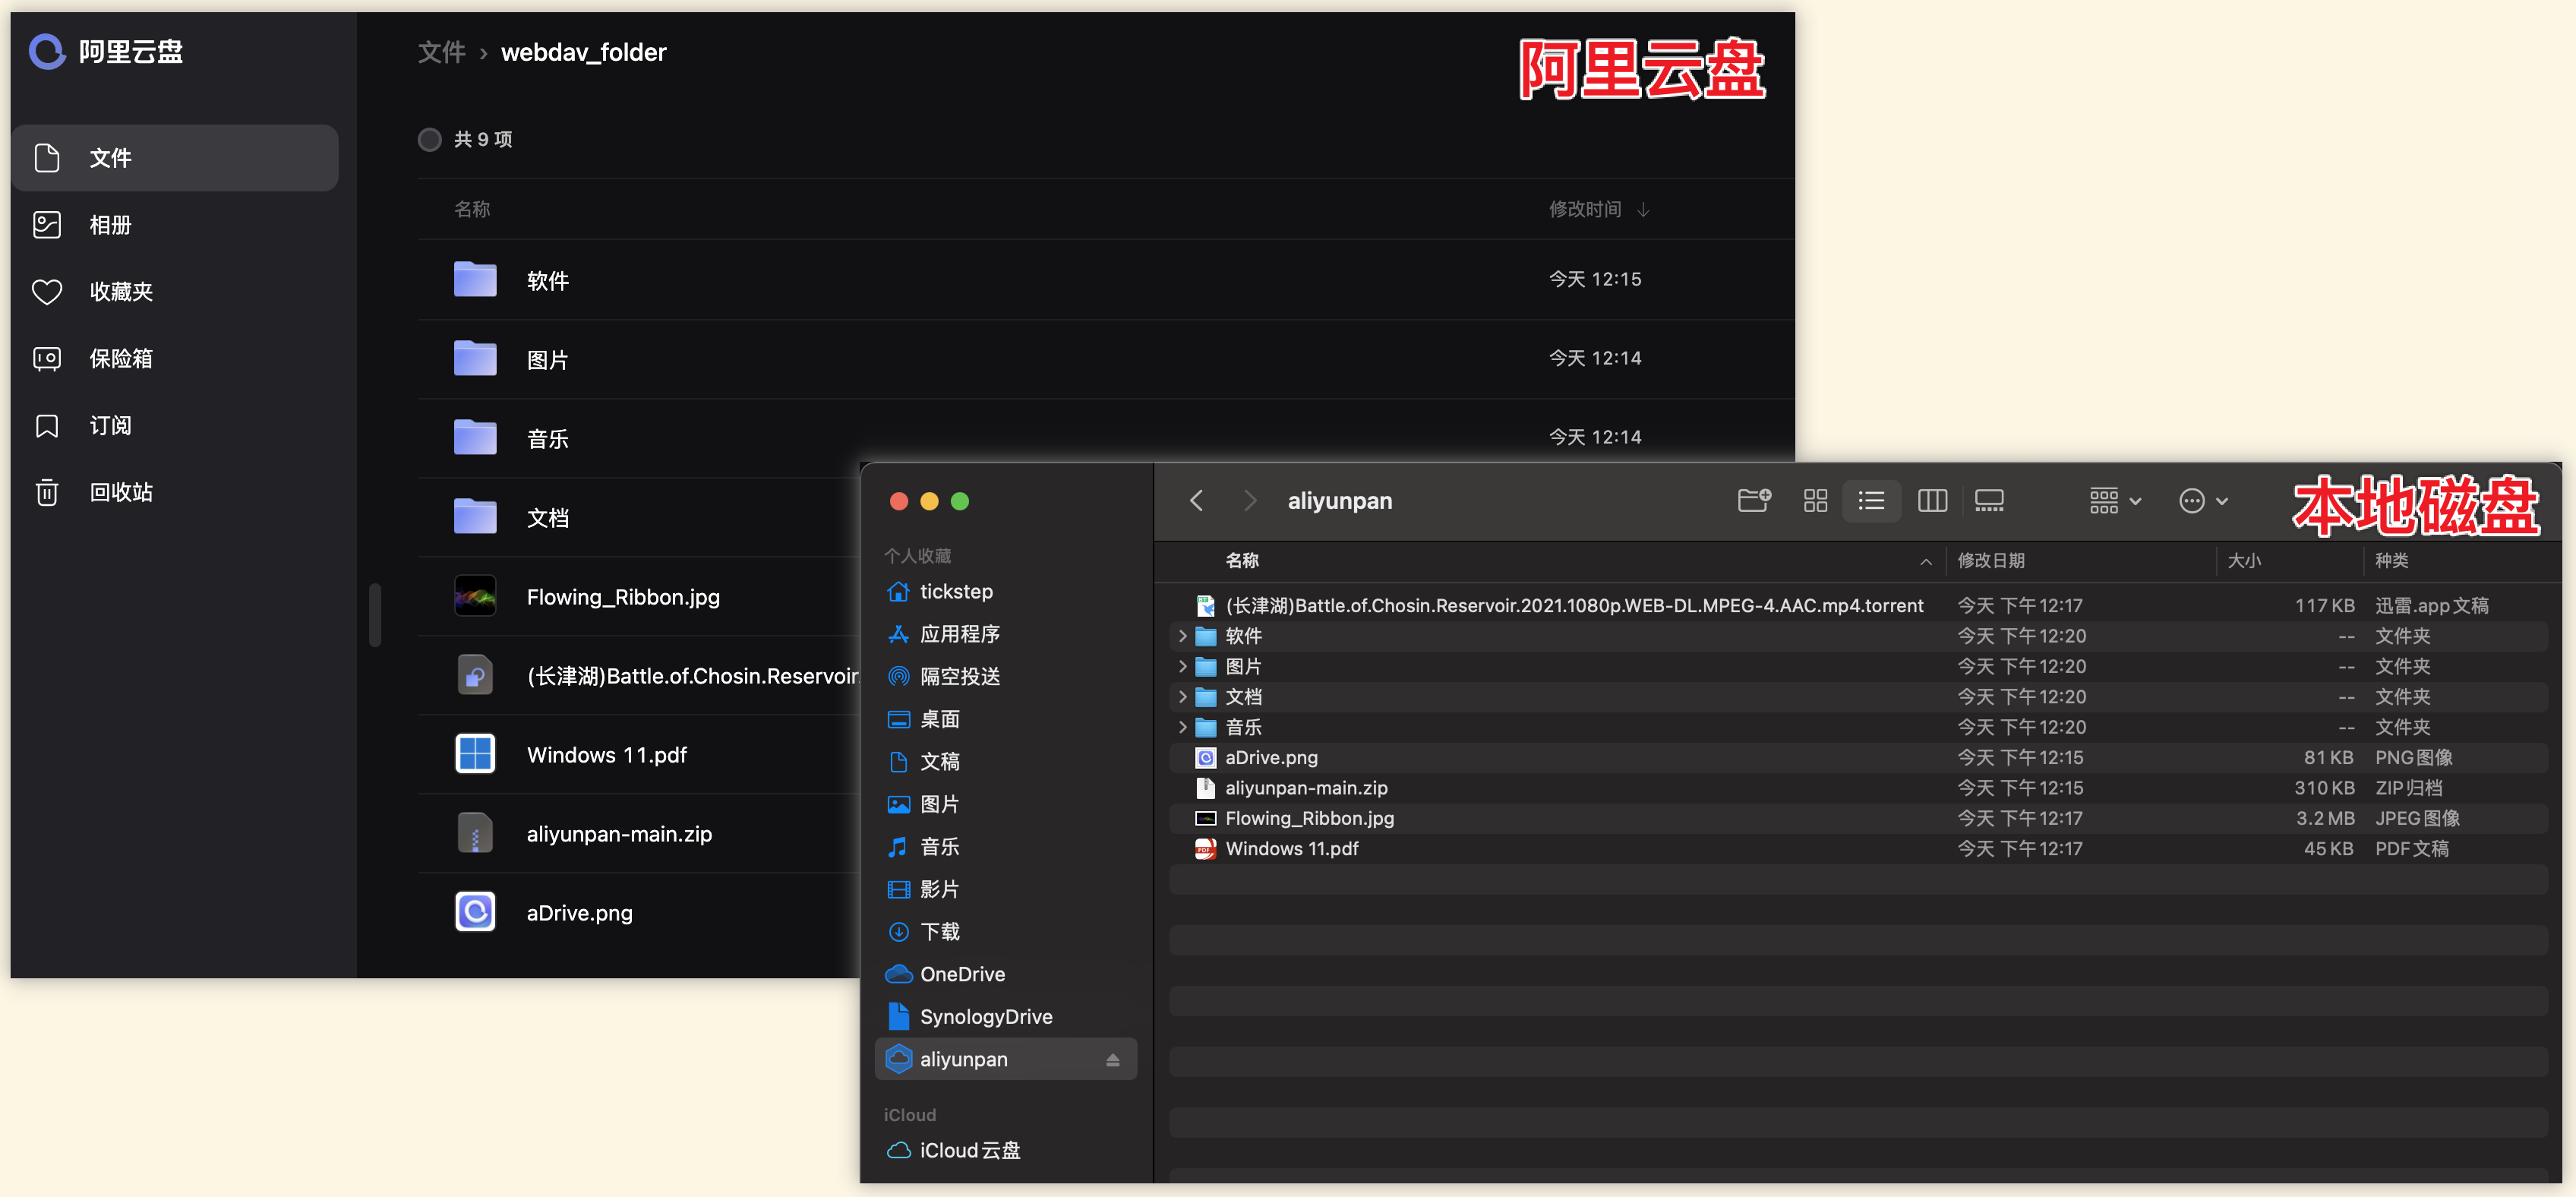 阿里云盘
文件
相册
收藏夹
保险箱
订阅
回收站
文件 › webdav_folder
阿里云盘
共 9 项
名称 修改时间 ↓
软件 今天 12:15
图片 今天 12:14
音乐 今天 12:14
文档
Flowing_Ribbon.jpg
(长津湖)Battle.of.Chosin.Reservoir.
Windows 11.pdf
aliyunpan-main.zip
aDrive.png
个人收藏
tickstep
应用程序
隔空投送
桌面
文稿
图片
音乐
影片
下载
OneDrive
SynologyDrive
aliyunpan
iCloud
iCloud云盘
aliyunpan
本地磁盘
名称 修改日期 大小 种类
(长津湖)Battle.of.Chosin.Reservoir.2021.1080p.WEB-DL.MPEG-4.AAC.mp4.torrent 今天 下午12:17 117 KB 迅雷.app文稿
软件 今天 下午12:20 -- 文件夹
图片 今天 下午12:20 -- 文件夹
文档 今天 下午12:20 -- 文件夹
音乐 今天 下午12:20 -- 文件夹
aDrive.png 今天 下午12:15 81 KB PNG图像
aliyunpan-main.zip 今天 下午12:15 310 KB ZIP归档
Flowing_Ribbon.jpg 今天 下午12:17 3.2 MB JPEG图像
Windows 11.pdf 今天 下午12:17 45 KB PDF文稿